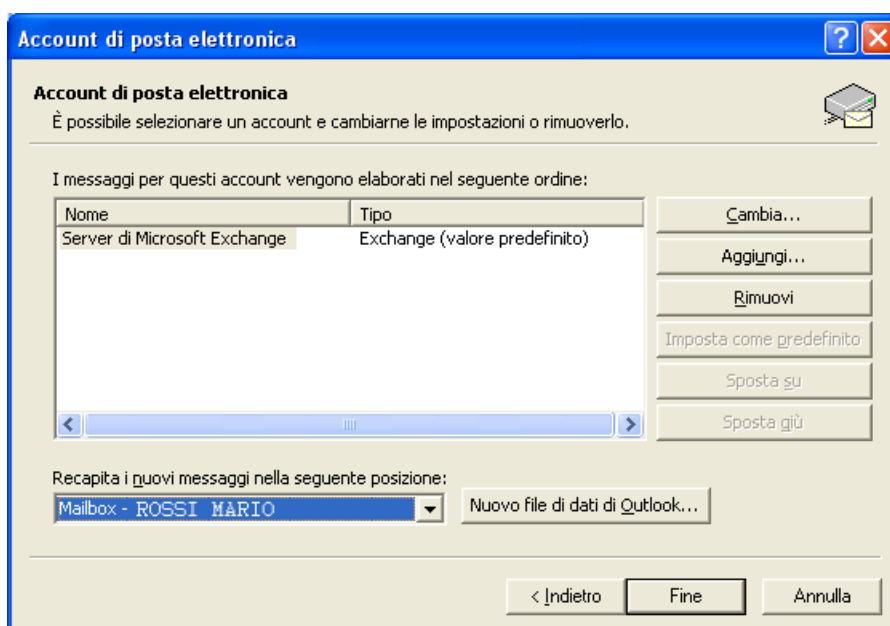 Account di posta elettronica
Account di posta elettronica
È possibile selezionare un account e cambiarne le impostazioni o rimuoverlo.
I messaggi per questi account vengono elaborati nel seguente ordine:
Nome Tipo
Server di Microsoft Exchange Exchange (valore predefinito)
Cambia...
Aggiungi...
Rimuovi
Imposta come predefinito
Sposta su
Sposta giù
Recapita i nuovi messaggi nella seguente posizione:
Mailbox - ROSSI MARIO
Nuovo file di dati di Outlook...
< Indietro Fine Annulla